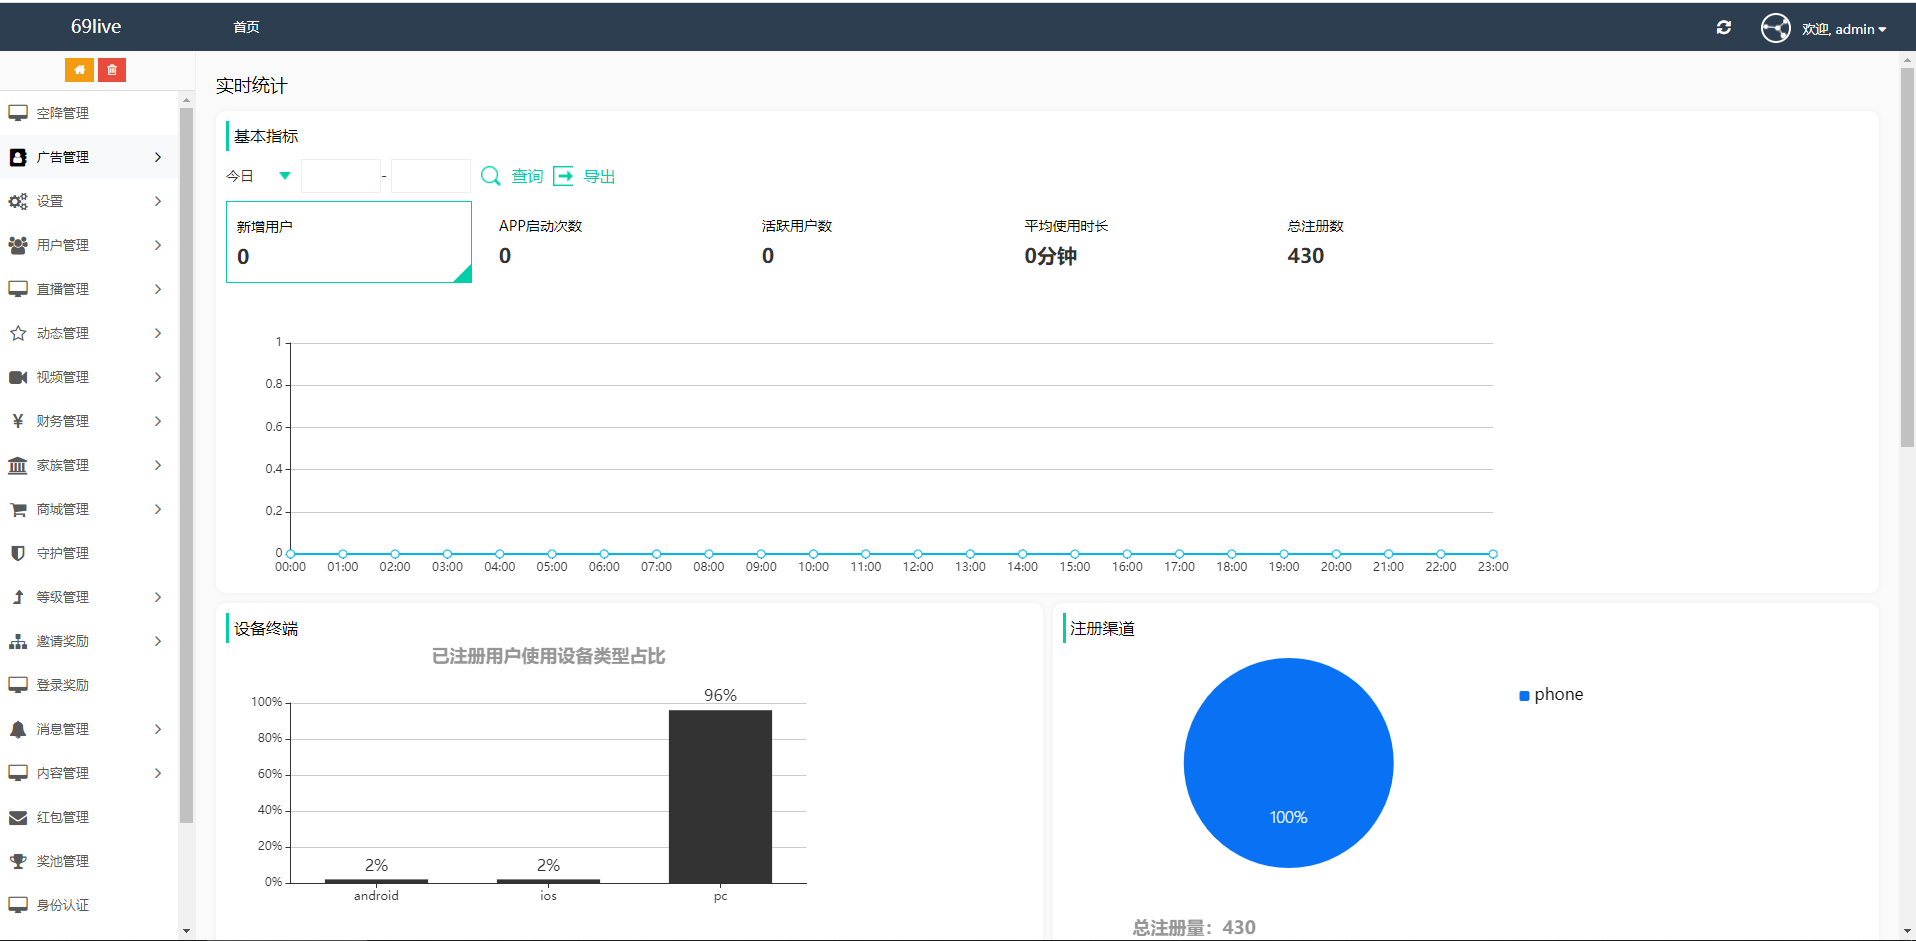 69live
首页
欢迎, admin
空降管理
广告管理
设置
用户管理
直播管理
动态管理
视频管理
财务管理
家族管理
商城管理
守护管理
等级管理
邀请奖励
登录奖励
消息管理
内容管理
红包管理
奖池管理
身份认证
实时统计
基本指标
今日 - 查询 导出
新增用户 APP启动次数 活跃用户数 平均使用时长 总注册数
0 0 0 0分钟 430
1
0.8
0.6
0.4
0.2
0
00:00 01:00 02:00 03:00 04:00 05:00 06:00 07:00 08:00 09:00 10:00 11:00 12:00 13:00 14:00 15:00 16:00 17:00 18:00 19:00 20:00 21:00 22:00 23:00
设备终端
已注册用户使用设备类型占比
100%
80%
60%
40%
20%
0%
2% 2% 96%
android ios pc
注册渠道
phone
100%
总注册量：430